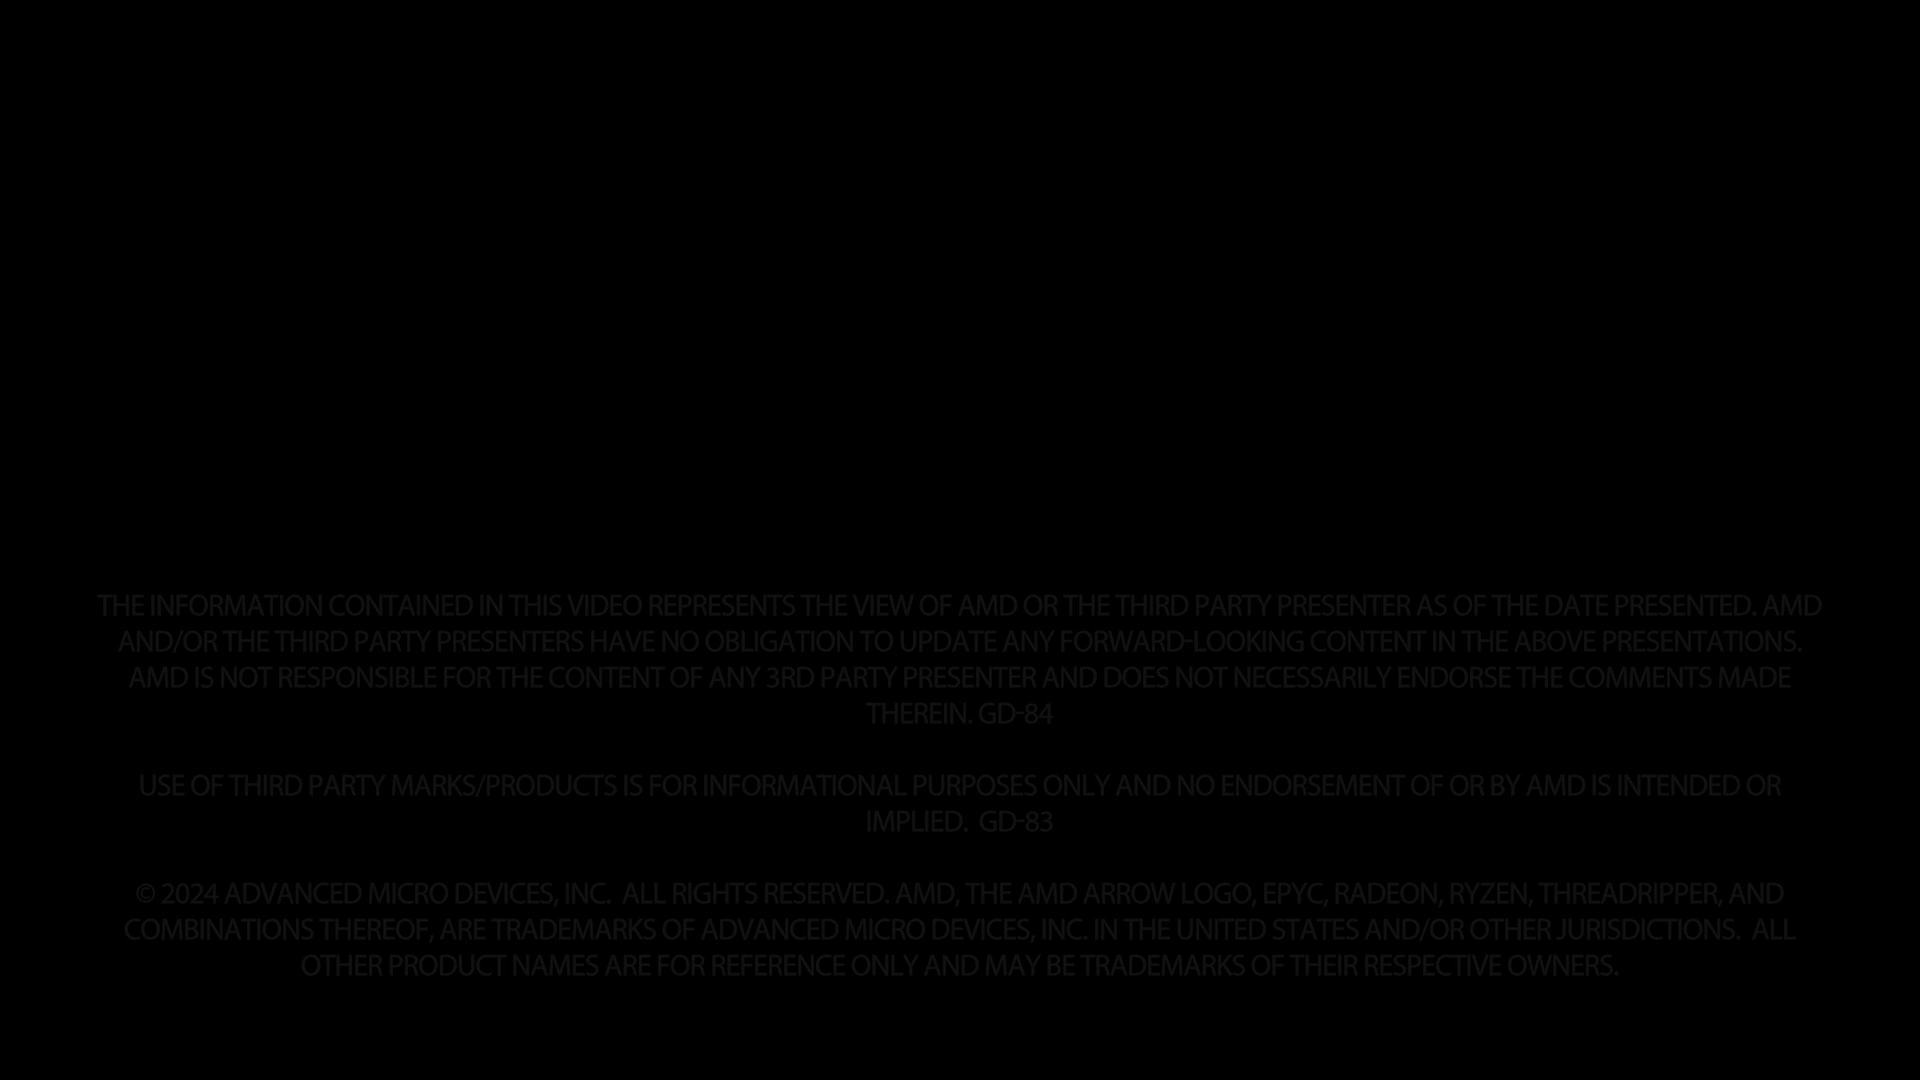 THE INFORMATION CONTAINED IN THIS VIDEO REPRESENTS THE VIEW OF AMD OR THE THIRD PARTY PRESENTER AS OF THE DATE PRESENTED. AMD
AND/OR THE THIRD PARTY PRESENTERS HAVE NO OBLIGATION TO UPDATE ANY FORWARD-LOOKING CONTENT IN THE ABOVE PRESENTATIONS.
AMD IS NOT RESPONSIBLE FOR THE CONTENT OF ANY 3RD PARTY PRESENTER AND DOES NOT NECESSARILY ENDORSE THE COMMENTS MADE
THEREIN. GD-84
USE OF THIRD PARTY MARKS/PRODUCTS IS FOR INFORMATIONAL PURPOSES ONLY AND NO ENDORSEMENT OF OR BY AMD IS INTENDED OR
IMPLIED.  GD-83
© 2024 ADVANCED MICRO DEVICES, INC.  ALL RIGHTS RESERVED. AMD, THE AMD ARROW LOGO, EPYC, RADEON, RYZEN, THREADRIPPER, AND
COMBINATIONS THEREOF, ARE TRADEMARKS OF ADVANCED MICRO DEVICES, INC. IN THE UNITED STATES AND/OR OTHER JURISDICTIONS.  ALL
OTHER PRODUCT NAMES ARE FOR REFERENCE ONLY AND MAY BE TRADEMARKS OF THEIR RESPECTIVE OWNERS.